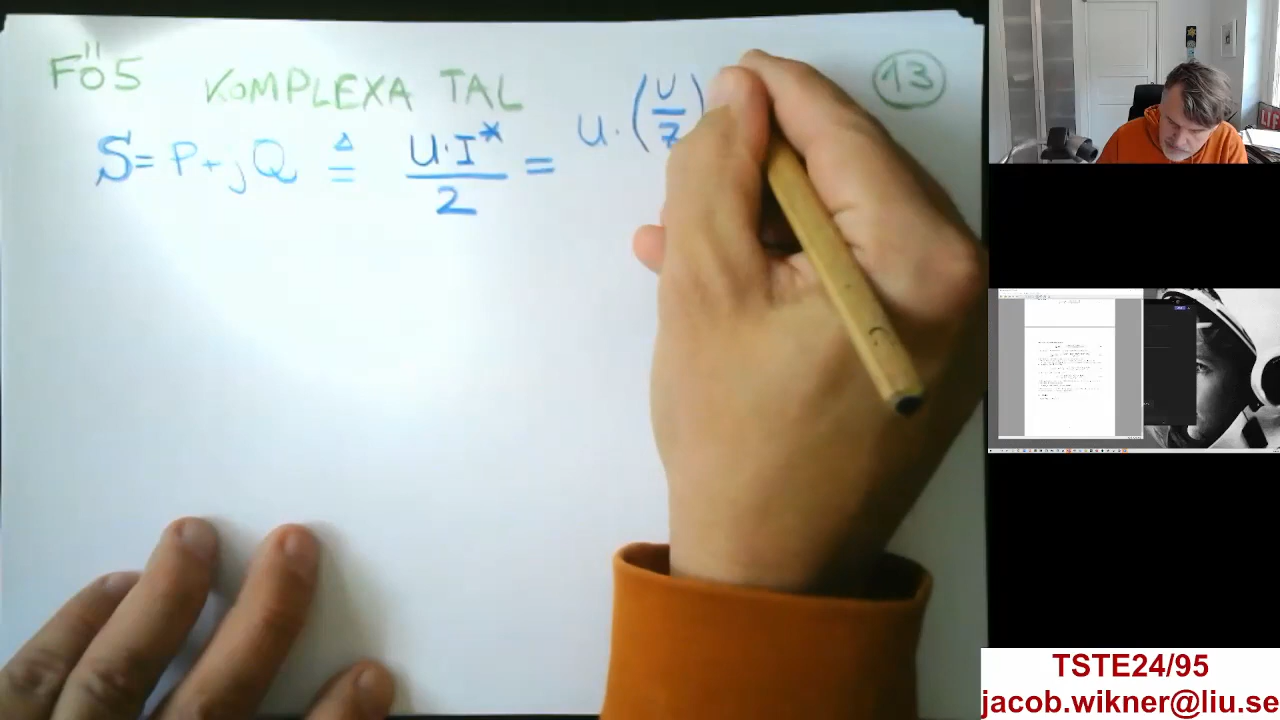 FÖ5 KOMPLEXA TAL 13
S = P + jQ ≜ U·I*/2 = U·(U/Z)
TSTE24/95
jacob.wikner@liu.se